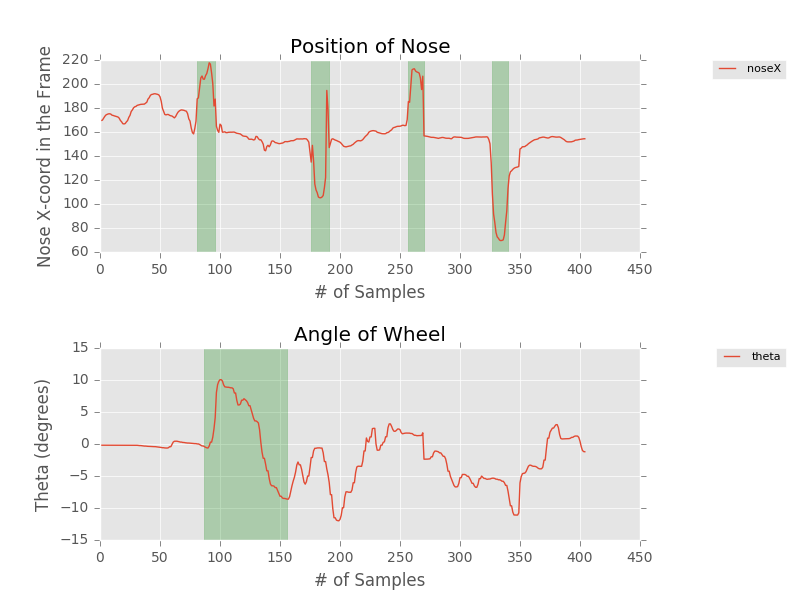 Position of Nose
Nose X-coord in the Frame
220
200
180
160
140
120
100
80
60
0 50 100 150 200 250 300 350 400 450
# of Samples
noseX
Angle of Wheel
Theta (degrees)
15
10
5
0
−5
−10
−15
0 50 100 150 200 250 300 350 400 450
# of Samples
theta